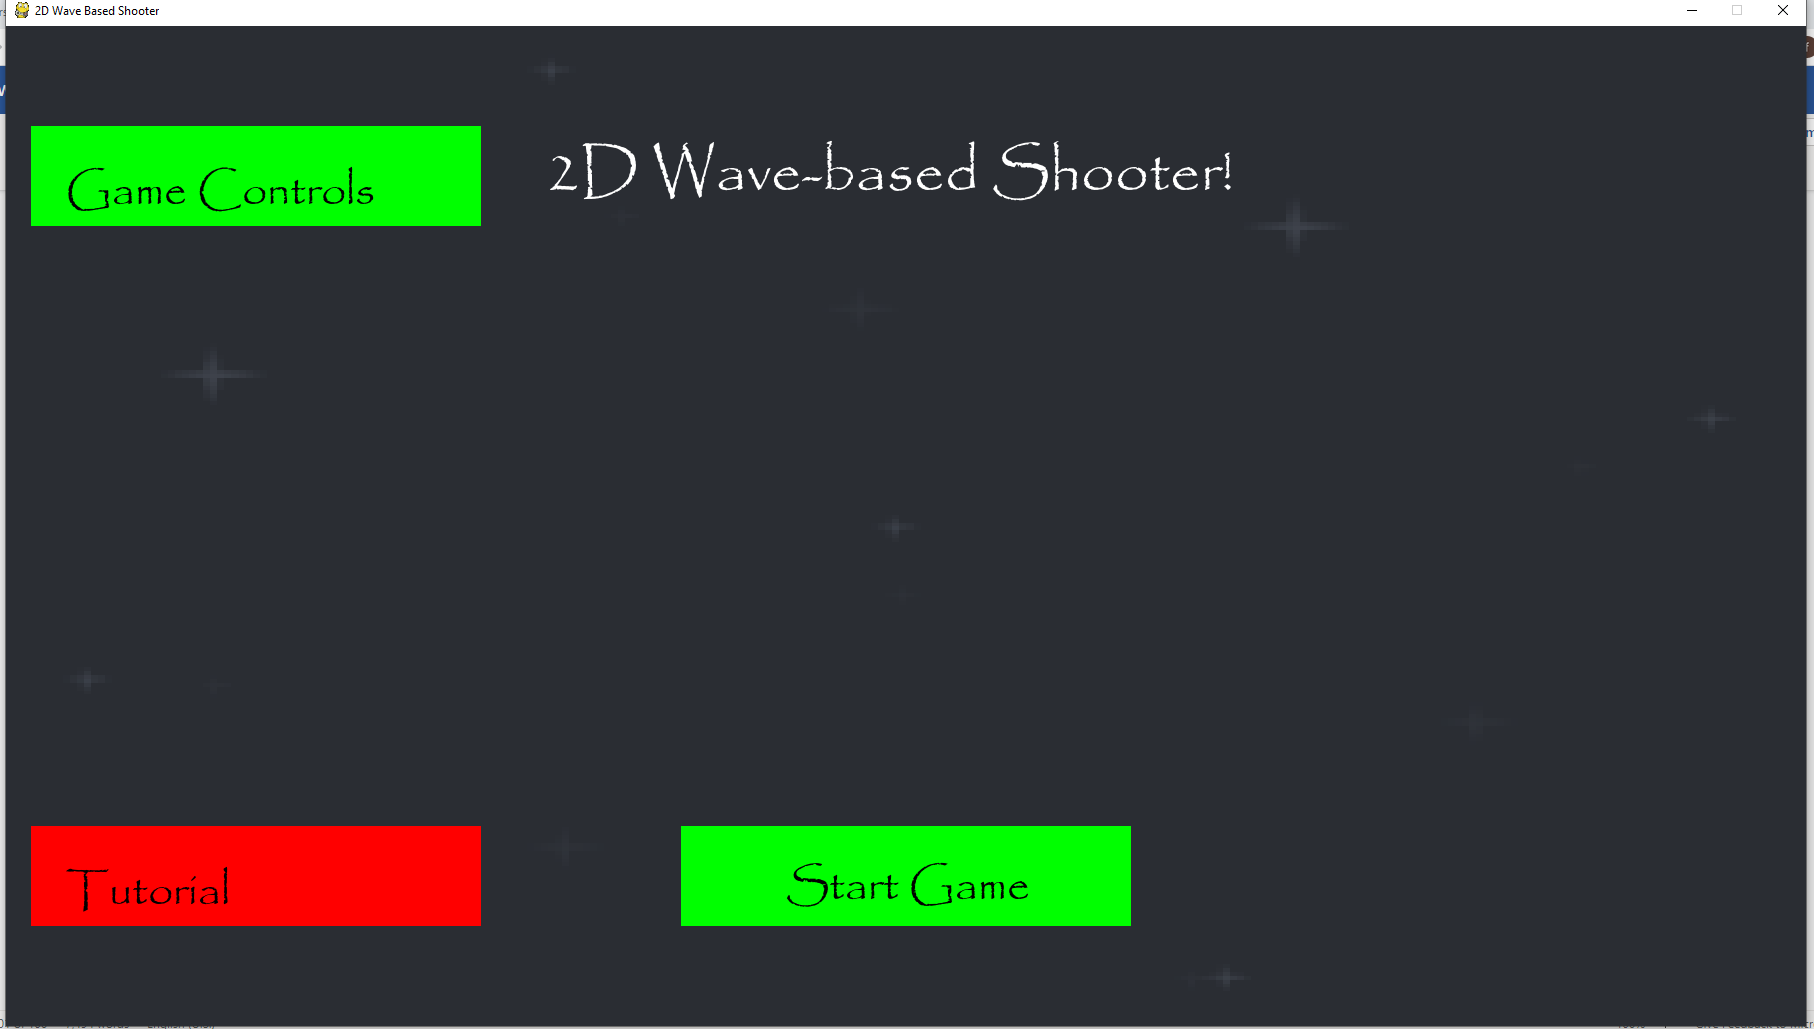 2D Wave Based Shooter
Game Controls
2D Wave-based Shooter!
Tutorial
Start Game